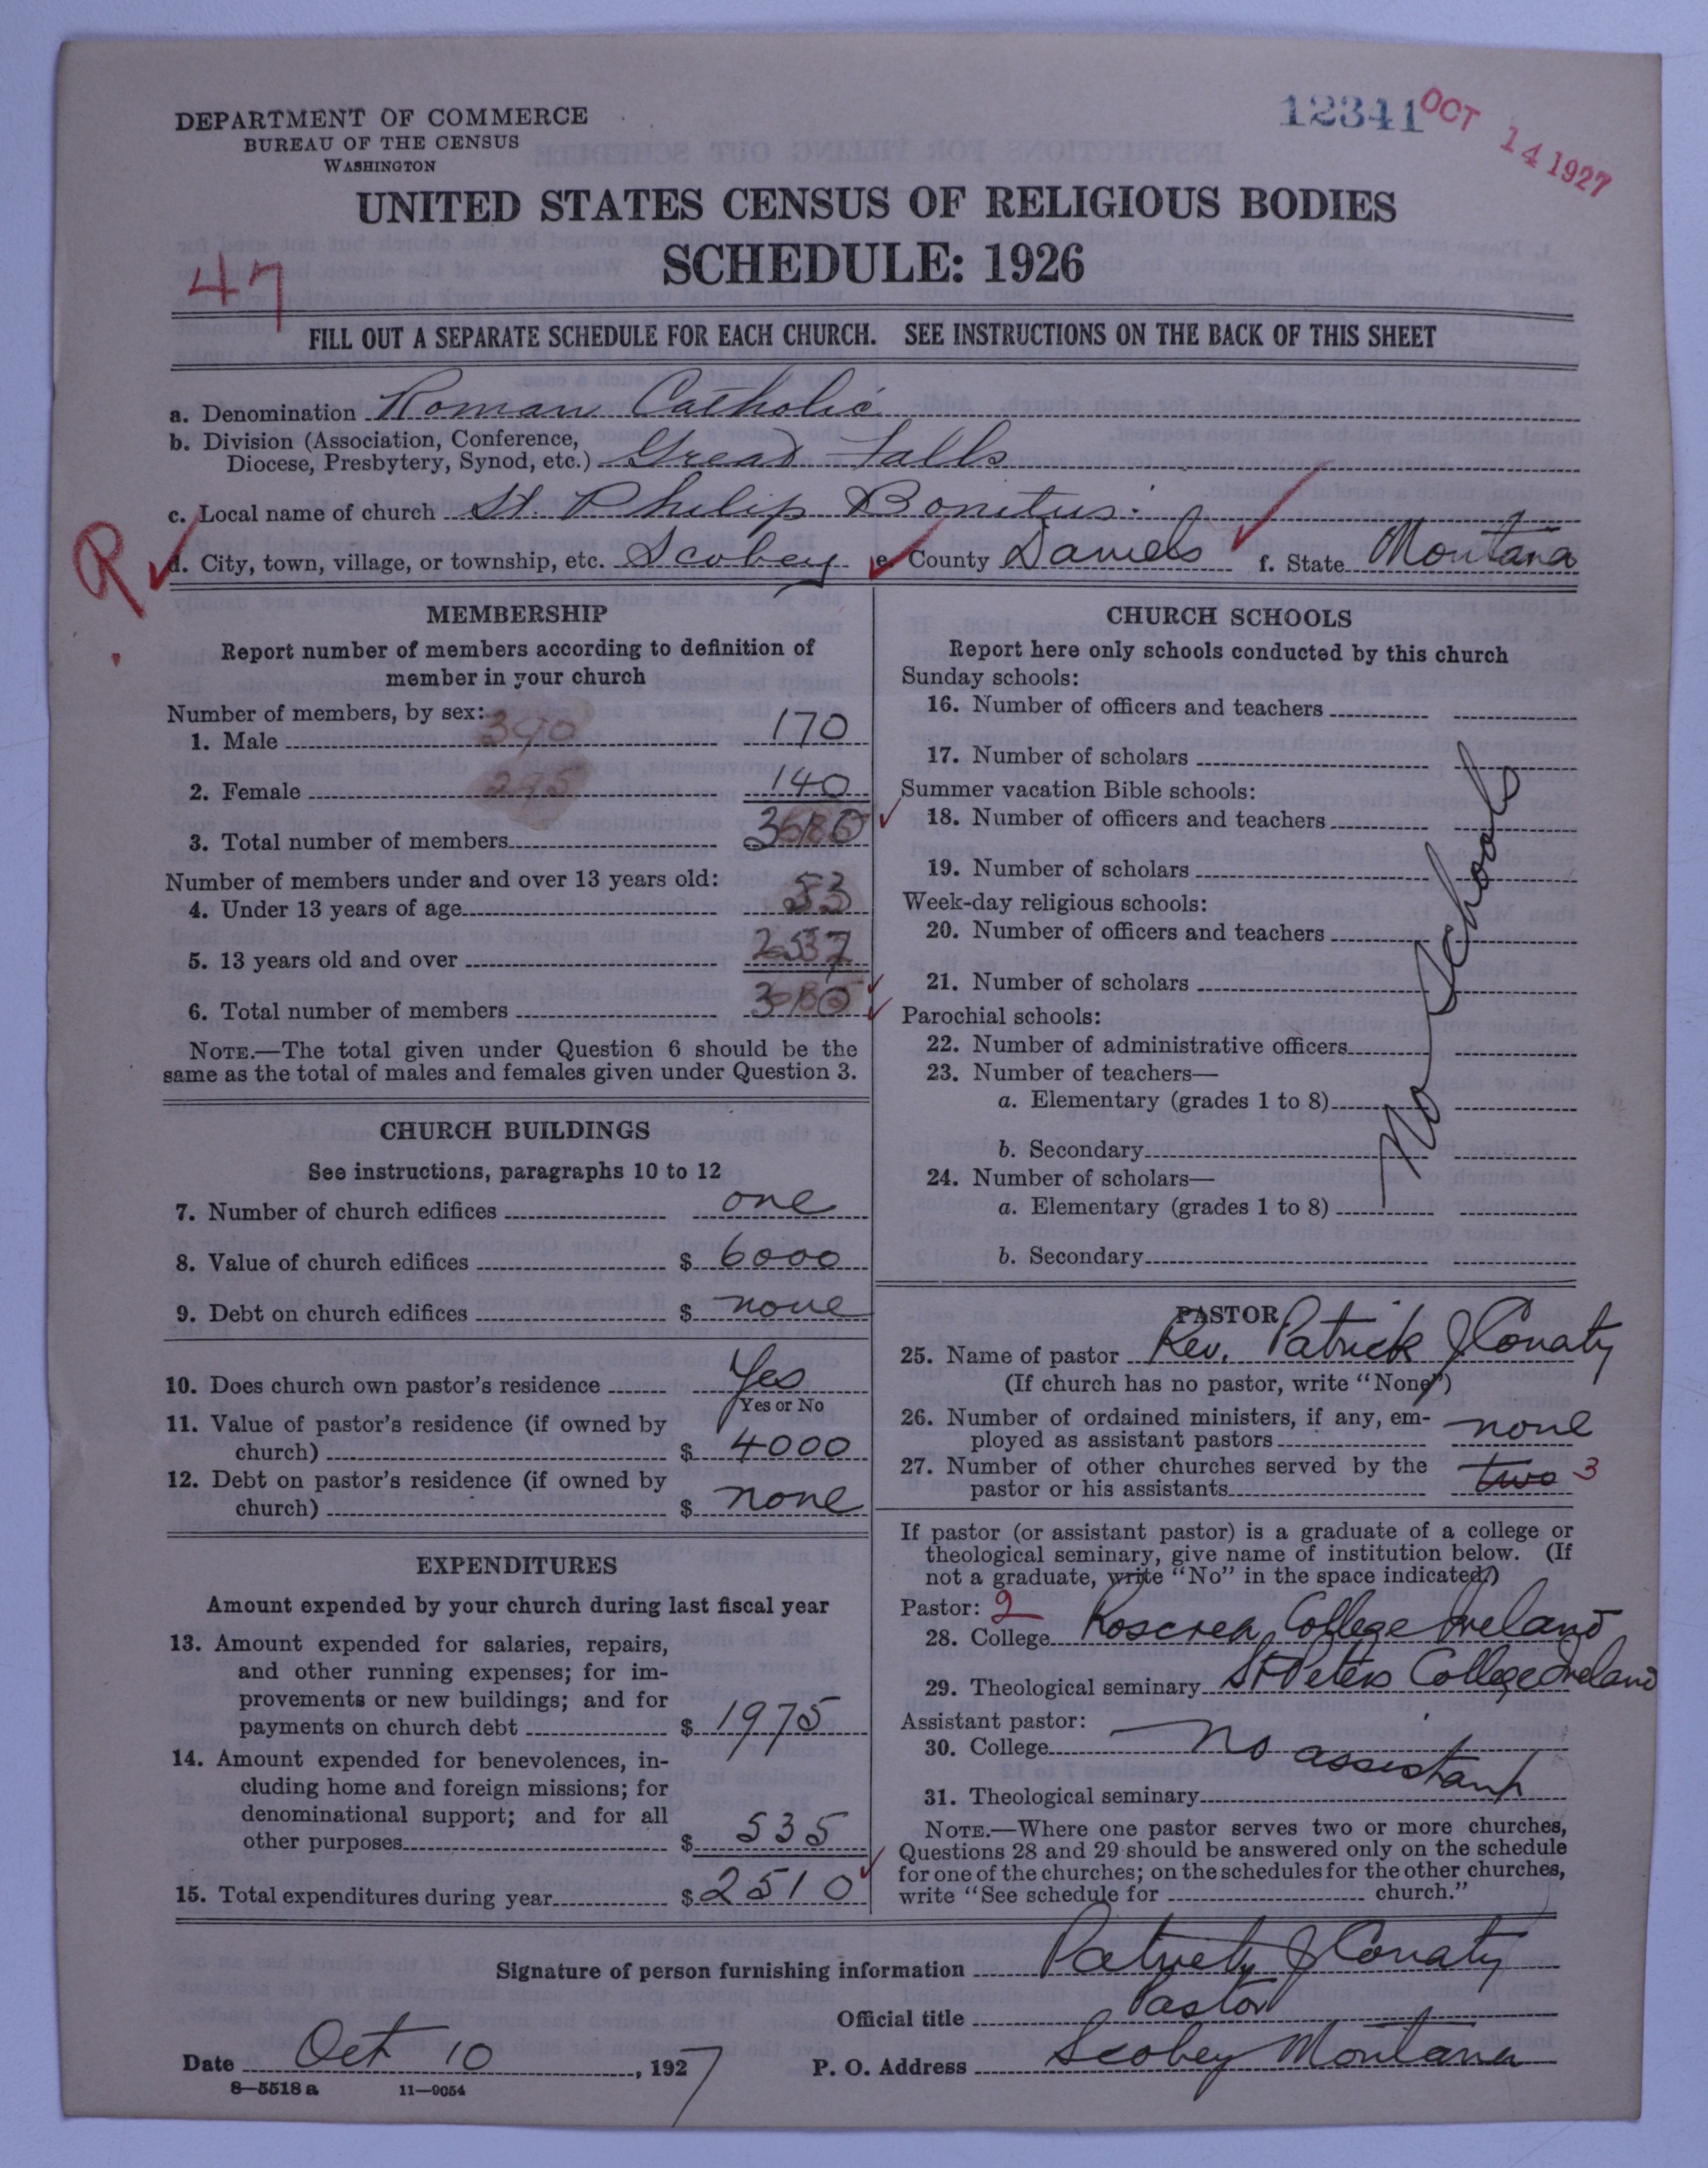 DEPARTMENT OF COMMERCE
BUREAU OF THE CENSUS
WASHINGTON
12341
OCT 14 1927
UNITED STATES CENSUS OF RELIGIOUS BODIES
SCHEDULE: 1926
47
FILL OUT A SEPARATE SCHEDULE FOR EACH CHURCH. SEE INSTRUCTIONS ON THE BACK OF THIS SHEET
a. Denomination Roman Catholic
b. Division (Association, Conference,
Diocese, Presbytery, Synod, etc.) Great Falls
c. Local name of church St. Philip Bonitus.
R
d. City, town, village, or township, etc. Scobey e. County Daniels f. State Montana
MEMBERSHIP
Report number of members according to definition of
member in your church
Number of members, by sex:
1. Male 390 170
2. Female 275 140
3. Total number of members 310
Number of members under and over 13 years old:
4. Under 13 years of age 53
5. 13 years old and over 257
6. Total number of members 310
NOTE.—The total given under Question 6 should be the
same as the total of males and females given under Question 3.
CHURCH BUILDINGS
See instructions, paragraphs 10 to 12
7. Number of church edifices one
8. Value of church edifices $ 6000
9. Debt on church edifices $ none
10. Does church own pastor's residence Yes
Yes or No
11. Value of pastor's residence (if owned by
church) $ 4000
12. Debt on pastor's residence (if owned by
church) $ none
EXPENDITURES
Amount expended by your church during last fiscal year
13. Amount expended for salaries, repairs,
and other running expenses; for im-
provements or new buildings; and for
payments on church debt $ 1975
14. Amount expended for benevolences, in-
cluding home and foreign missions; for
denominational support; and for all
other purposes $ 535
15. Total expenditures during year $ 2510
CHURCH SCHOOLS
Report here only schools conducted by this church
Sunday schools:
16. Number of officers and teachers
17. Number of scholars
Summer vacation Bible schools:
18. Number of officers and teachers
19. Number of scholars
Week-day religious schools:
20. Number of officers and teachers
21. Number of scholars
Parochial schools:
22. Number of administrative officers
23. Number of teachers—
a. Elementary (grades 1 to 8)
b. Secondary
24. Number of scholars—
a. Elementary (grades 1 to 8)
b. Secondary
No Schools
PASTOR
25. Name of pastor Rev. Patrick J Conaty
(If church has no pastor, write "None")
26. Number of ordained ministers, if any, em-
ployed as assistant pastors none
27. Number of other churches served by the
pastor or his assistants two 3
If pastor (or assistant pastor) is a graduate of a college or
theological seminary, give name of institution below. (If
not a graduate, write "No" in the space indicated.)
Pastor: 2
28. College Roscrea College Ireland
29. Theological seminary St Peters College Ireland
Assistant pastor:
30. College No assistant
31. Theological seminary
NOTE.—Where one pastor serves two or more churches,
Questions 28 and 29 should be answered only on the schedule
for one of the churches; on the schedules for the other churches,
write "See schedule for church."
Signature of person furnishing information Patrick J Conaty
Official title Pastor
Date Oct 10, 1927 P. O. Address Scobey Montana
8—5518 a 11—9054